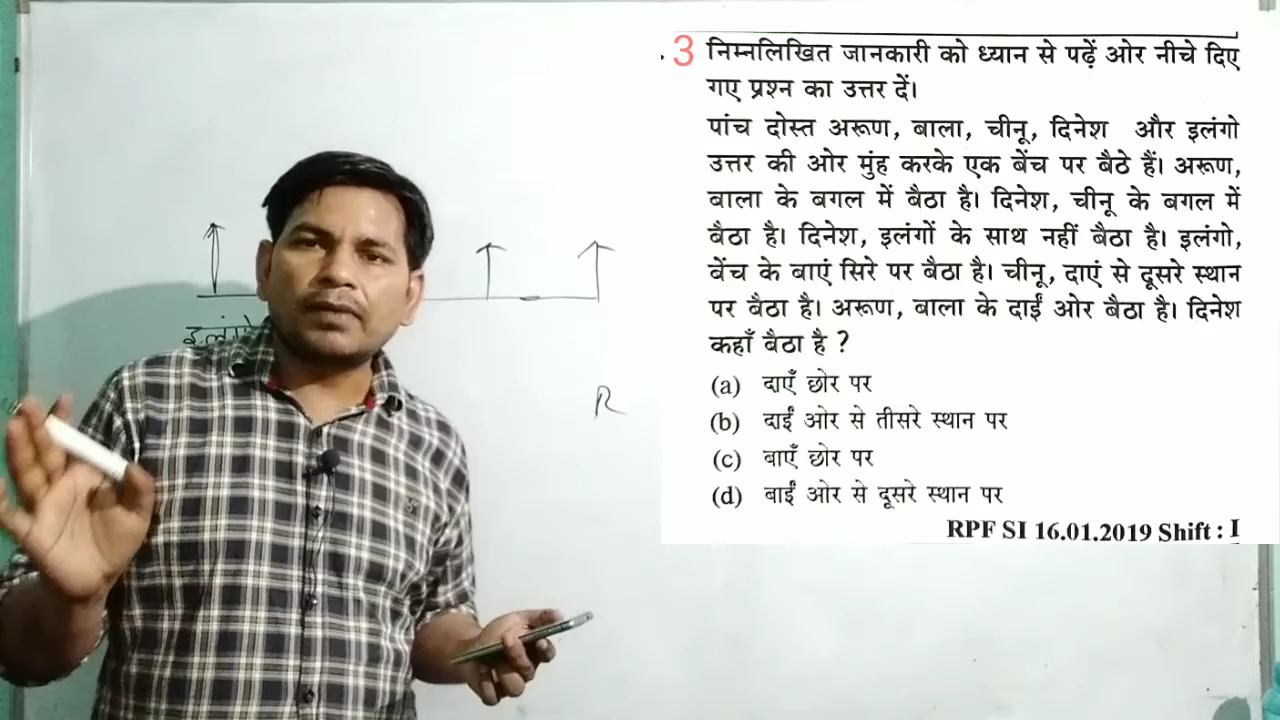 . 3 निम्नलिखित जानकारी को ध्यान से पढ़ें ओर नीचे दिए
गए प्रश्न का उत्तर दें।
पांच दोस्त अरूण, बाला, चीनू, दिनेश और इलंगो
उत्तर की ओर मुंह करके एक बेंच पर बैठे हैं। अरूण,
बाला के बगल में बैठा है। दिनेश, चीनू के बगल में
बैठा है। दिनेश, इलंगों के साथ नहीं बैठा है। इलंगो,
बेंच के बाएं सिरे पर बैठा है। चीनू, दाएं से दूसरे स्थान
पर बैठा है। अरूण, बाला के दाईं ओर बैठा है। दिनेश
कहाँ बैठा है ?
(a) दाएँ छोर पर
(b) दाईं ओर से तीसरे स्थान पर
(c) बाएँ छोर पर
(d) बाईं ओर से दूसरे स्थान पर
RPF SI 16.01.2019 Shift : I
R